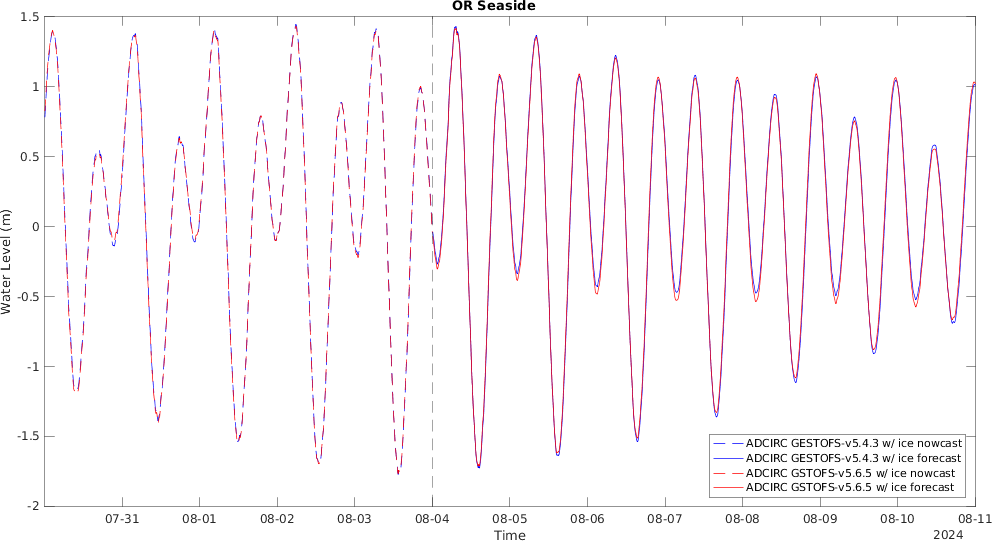 OR Seaside
1.5
1
0.5
0
-0.5
-1
-1.5
-2
Water Level (m)
07-31 08-01 08-02 08-03 08-04 08-05 08-06 08-07 08-08 08-09 08-10 08-11
Time
2024
ADCIRC GESTOFS-v5.4.3 w/ ice nowcast
ADCIRC GESTOFS-v5.4.3 w/ ice forecast
ADCIRC GSTOFS-v5.6.5 w/ ice nowcast
ADCIRC GSTOFS-v5.6.5 w/ ice forecast